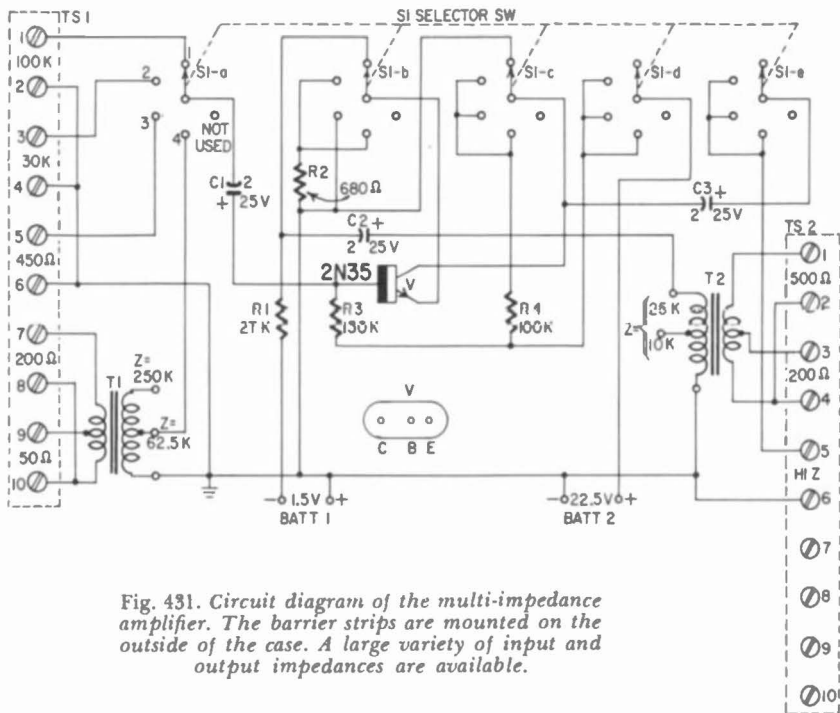 S1 SELECTOR SW
TS 1
1
100K
2
3
30K
4
5
450Ω
6
7
200Ω
8
9
50Ω
10
1
S1-a
2
3
4
NOT
USED
S1-b
S1-c
S1-d
S1-e
C1
2
+
25V
R2
680Ω
C2
+
2
25V
C3
+
2
25V
2N35
V
R1
27K
R3
130K
R4
100K
T1
Z=
250K
Z=
62.5K
V
C B E
- 1.5V +
BATT 1
- 22.5V +
BATT 2
Z=
25K
10K
T2
TS 2
1
500Ω
2
3
200Ω
4
5
HI Z
6
7
8
9
10
Fig. 431. Circuit diagram of the multi-impedance
amplifier. The barrier strips are mounted on the
outside of the case. A large variety of input and
output impedances are available.